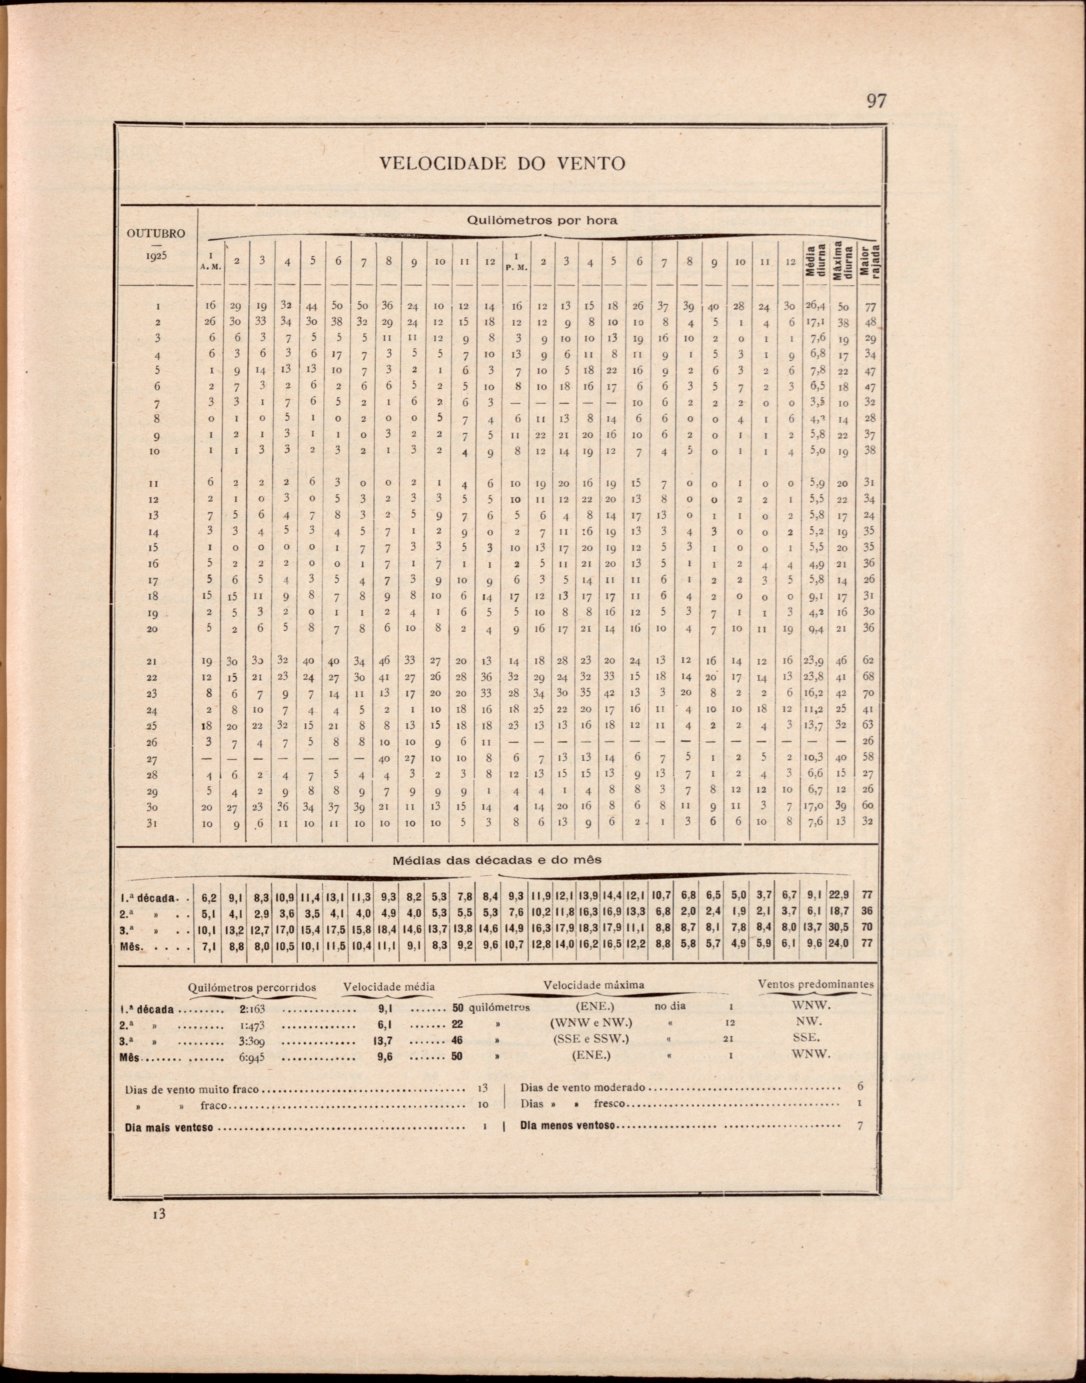 97
VELOCIDADE DO VENTO
OUTUBRO — 1925
Quilómetros por hora
1 A. M. 2 3 4 5 6 7 8 9 10 11 12 1 P. M. 2 3 4 5 6 7 8 9 10 11 12 Média diurna Máxima diurna Maior rajada
1 16 29 19 32 44 50 50 36 24 10 12 14 16 12 13 15 18 26 37 39 40 28 24 30 26,4 50 77
2 26 30 33 34 30 38 32 29 24 12 15 18 12 12 9 8 10 10 8 4 5 1 4 6 17,1 38 48
3 6 6 3 7 5 5 5 11 11 12 9 8 3 9 10 10 13 19 16 10 2 0 1 1 7,6 19 29
4 6 3 6 3 6 17 7 3 5 5 7 10 13 9 6 11 8 11 9 1 5 3 1 9 6,8 17 34
5 1 9 14 13 13 10 7 3 2 1 6 3 7 10 5 18 22 16 9 2 6 3 2 6 7,8 22 47
6 2 7 3 2 6 2 6 6 5 2 5 10 8 10 18 16 17 6 6 3 5 7 2 3 6,5 18 47
7 3 3 1 7 6 5 2 1 6 2 6 3 — — — — — 10 6 2 2 2 0 0 3,5 10 32
8 0 1 0 5 1 0 2 0 0 5 7 4 6 11 13 8 14 6 6 0 0 4 1 6 4,2 14 28
9 1 2 1 3 1 1 0 3 2 2 7 5 11 22 21 20 16 10 6 2 0 1 1 2 5,8 22 37
10 1 1 3 3 2 3 2 1 3 2 4 9 8 12 14 19 12 7 4 5 0 1 1 4 5,0 19 38
11 6 2 2 2 6 3 0 0 2 1 4 6 10 19 20 16 19 15 7 0 0 1 0 0 5,9 20 31
12 2 1 0 3 0 5 3 2 3 3 5 5 10 11 12 22 20 13 8 0 0 2 2 1 5,5 22 34
13 7 5 6 4 7 8 3 2 5 9 7 6 5 6 4 8 14 17 13 0 1 1 0 2 5,8 17 24
14 3 3 4 5 3 4 5 7 1 2 9 0 2 7 11 16 19 13 3 4 3 0 0 2 5,2 19 35
15 1 0 0 0 0 1 7 7 3 3 5 3 10 13 17 20 19 12 5 3 1 0 0 1 5,5 20 35
16 5 2 2 2 0 0 1 7 1 7 1 1 2 5 11 21 20 13 5 1 1 2 4 4 4,9 21 36
17 5 6 5 4 3 5 4 7 3 9 10 9 6 3 5 14 11 11 6 1 2 2 3 5 5,8 14 26
18 15 15 11 9 8 7 8 9 8 10 6 14 17 12 13 17 17 11 6 4 2 0 0 0 9,1 17 31
19 2 5 3 2 0 1 1 2 4 1 6 5 5 10 8 8 16 12 5 3 7 1 1 3 4,2 16 30
20 5 2 6 5 8 7 8 6 10 8 2 4 9 16 17 21 14 16 10 4 7 10 11 19 9,4 21 36
21 19 30 30 32 40 40 34 46 33 27 20 13 14 18 28 23 20 24 13 12 16 14 12 16 23,9 46 62
22 12 15 21 23 24 27 30 41 27 26 28 36 32 29 24 32 33 15 18 14 20 17 14 13 23,8 41 68
23 8 6 7 9 7 14 11 13 17 20 20 33 28 34 30 35 42 13 3 20 8 2 2 6 16,2 42 70
24 2 8 10 7 4 4 5 2 1 10 18 16 18 25 22 20 17 16 11 4 10 10 18 12 11,2 25 41
25 18 20 22 32 15 21 8 8 13 15 18 18 23 13 13 16 18 12 11 4 2 2 4 3 13,7 32 63
26 3 7 4 7 5 8 8 10 10 9 6 11 — — — — — — — — — — — — — — 26
27 — — — — — — — 40 27 10 10 8 6 7 13 13 14 6 7 5 1 2 5 2 10,3 40 58
28 4 6 2 4 7 5 4 4 3 2 3 8 12 13 15 15 13 9 13 7 1 2 4 3 6,6 15 27
29 5 4 2 9 8 8 9 7 9 9 9 1 4 4 1 4 8 8 3 7 8 12 12 10 6,7 12 26
30 20 27 23 36 34 37 39 21 11 13 15 14 4 14 20 16 8 6 8 11 9 11 3 7 17,0 39 60
31 10 9 6 11 10 11 10 10 10 10 5 3 8 6 13 9 6 2 1 3 6 6 10 8 7,6 13 32
Médias das décadas e do mês
1.ª década. . 6,2 9,1 8,3 10,9 11,4 13,1 11,3 9,3 8,2 5,3 7,8 8,4 9,3 11,9 12,1 13,9 14,4 12,1 10,7 6,8 6,5 5,0 3,7 6,7 9,1 22,9 77
2.ª » . . 5,1 4,1 2,9 3,6 3,5 4,1 4,0 4,9 4,0 5,3 5,5 5,3 7,6 10,2 11,8 16,3 16,9 13,3 6,8 2,0 2,4 1,9 2,1 3,7 6,1 18,7 36
3.ª » . . 10,1 13,2 12,7 17,0 15,4 17,5 15,8 18,4 14,6 13,7 13,8 14,6 14,9 16,3 17,9 18,3 17,9 11,1 8,8 8,7 8,1 7,8 8,4 8,0 13,7 30,5 70
Mês. . . . . 7,1 8,8 8,0 10,5 10,1 11,5 10,4 11,1 9,1 8,3 9,2 9,6 10,7 12,8 14,0 16,2 16,5 12,2 8,8 5,8 5,7 4,9 5,9 6,1 9,6 24,0 77
Quilómetros percorridos Velocidade média Velocidade máxima Ventos predominantes
1.ª década ......... 2:163 .............. 9,1 ....... 50 quilómetros (ENE.) no dia 1 WNW.
2.ª » ......... 1:473 .............. 6,1 ....... 22 » (WNW e NW.) « 12 NW.
3.ª » ......... 3:309 .............. 13,7 ....... 46 » (SSE e SSW.) « 21 SSE.
Mês........ ....... 6:945 .............. 9,6 ....... 50 » (ENE.) « 1 WNW.
Dias de vento muito fraco ........ 13 Dias de vento moderado ........ 6
» » fraco ........ 10 Dias » » fresco ........ 1
Dia mais ventoso ........ 1 Dia menos ventoso ........ 7
13